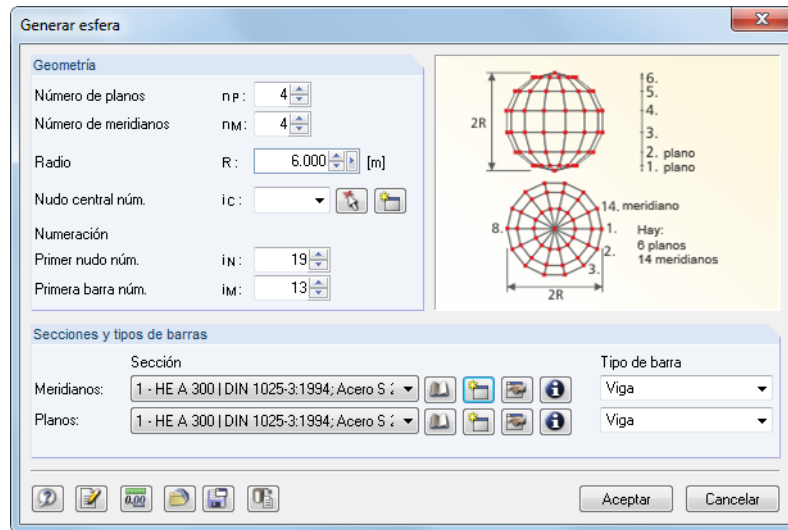 Generar esfera
Geometría
Número de planos nP: 4
Número de meridianos nM: 4
Radio R: 6.000 [m]
Nudo central núm. iC:
Numeración
Primer nudo núm. iN: 19
Primera barra núm. iM: 13
2R
6.
5.
4.
3.
2. plano
1. plano
14. meridiano
8.
1.
2.
3.
Hay:
6 planos
14 meridianos
2R
Secciones y tipos de barras
Sección Tipo de barra
Meridianos: 1 - HE A 300 | DIN 1025-3:1994; Acero S Viga
Planos: 1 - HE A 300 | DIN 1025-3:1994; Acero S Viga
0,00
Aceptar Cancelar